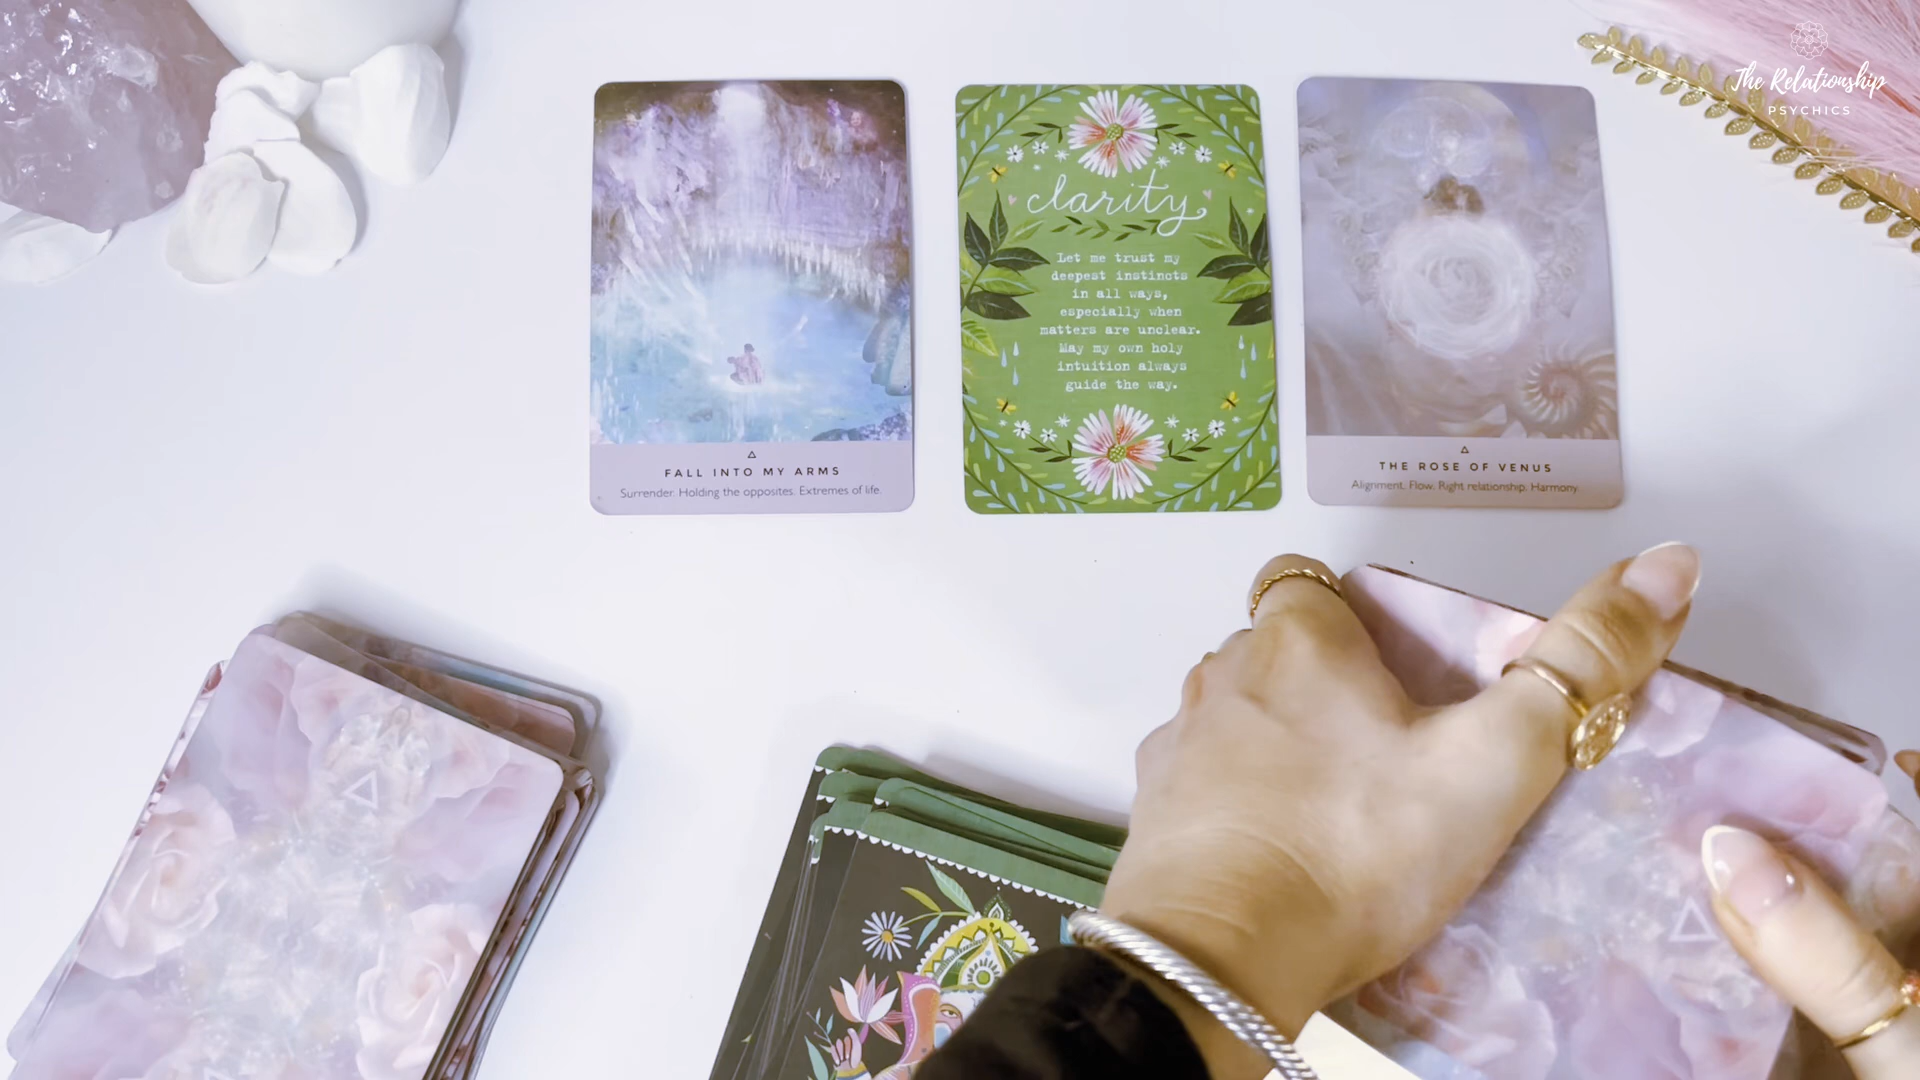 The Relationship
PSYCHICS
clarity
Let me trust my
deepest instincts
in all ways,
especially when
matters are unclear.
May my own holy
intuition always
guide the way.
FALL INTO MY ARMS
Surrender. Holding the opposites. Extremes of life.
THE ROSE OF VENUS
Alignment. Flow. Right relationship. Harmony.